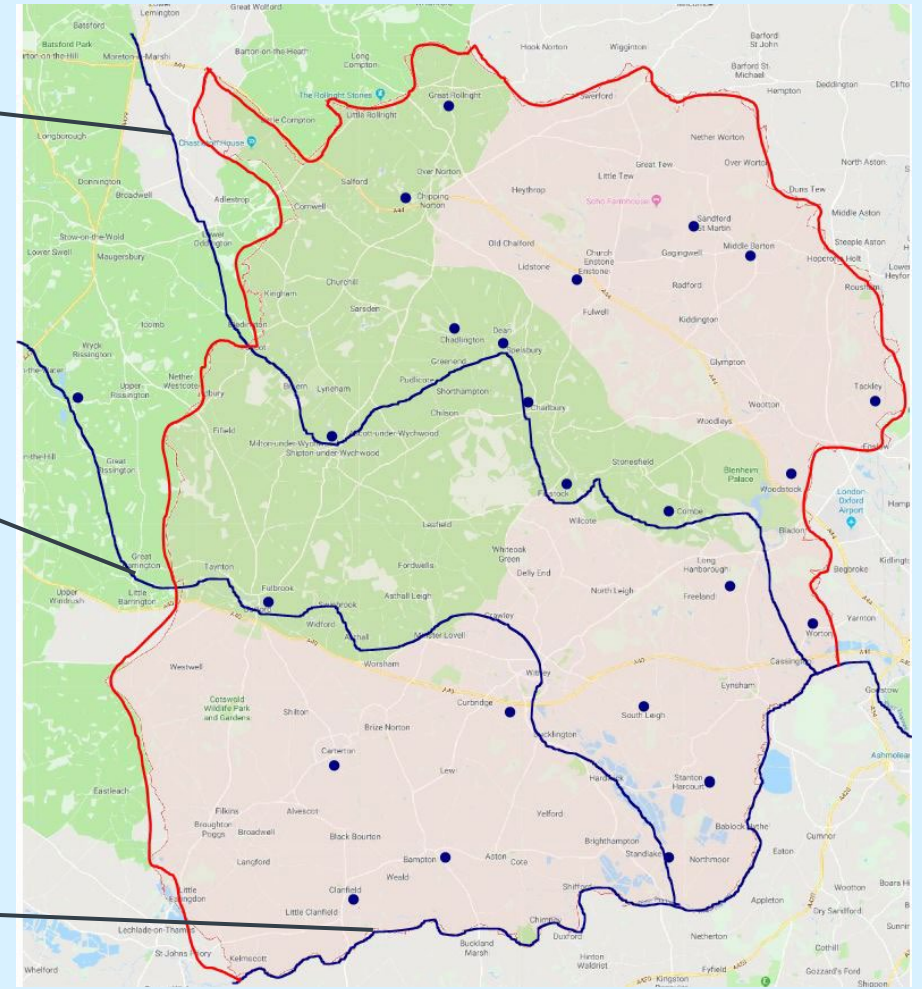 Lower
Lemington
Great Wolford
Batsford
Batsford Park
Moreton-in-Marsh
Barton-on-the-Heath
Long
Compton
Hook Norton
Wigginton
Barford
St John
Barford St.
Michael
Hempton
Deddington
The Rollright Stones
Great Rollright
Swerford
Little Compton
Little Rollright
Longborough
Chastleton House
Nether Worton
Over Norton
Great Tew
Over Worton
North Aston
Donnington
Salford
Little Tew
Heythrop
Duns Tew
Broadwell
Adlestrop
Cornwell
Chipping
Norton
A44
Soho Farmhouse
Middle Aston
Sandford
St Martin
Stow-on-the-Wold
Lower
Oddington
Old Chalford
Middle Barton
Steeple Aston
Lower Swell
Maugersbury
Church
Enstone
Enstone
Gagingwell
Hopcrofts Holt
Lidstone
Radford
Rousham
Kingham
Churchill
Sarsden
Fulwell
Kiddington
Icomb
Bledington
Chadlington
Dean
Spelsbury
Wyck
Rissington
Greenend
Glympton
Nether
Westcote
Pudlicote
Shorthampton
Upper
Rissington
Bruern
Lyneham
Tackley
Chilson
Charlbury
Wootton
Woodleys
Fifield
Milton-under-Wychwood
Ascott-under-Wychwood
Shipton-under-Wychwood
Great
Rissington
Stonesfield
Blenheim
Palace
Woodstock
London
Oxford
Airport
Finstock
Combe
Leafield
Wilcote
Bladon
Whiteoak
Green
Great
Barrington
Taynton
Fordwells
Delly End
Long
Hanborough
Begbroke
Upper
Windrush
Little
Barrington
Fulbrook
Burford
Asthall Leigh
North Leigh
Freeland
Swinbrook
Widford
Crawley
Yarnton
Asthall
Minster Lovell
Worton
A40
Worsham
Cassington
Westwell
Witney
Godstow
Eynsham
Cotswold
Wildlife Park
and Gardens
Curbridge
Shilton
South Leigh
Brize Norton
Ducklington
Carterton
Lew
Hardwick
Stanton
Harcourt
Eastleach
Filkins
Alvescot
Yelford
Broughton
Poggs
Broadwell
Black Bourton
Bablock Hythe
Cumnor
Brighthampton
Eaton
Langford
Bampton
Aston
Cote
Standlake
Northmoor
Weald
Clanfield
Shifford
Little
Faringdon
Appleton
Wootton
Little Clanfield
Chimney
Dry Sandford
Lechlade-on-Thames
Buckland
Marsh
Duxford
Netherton
St Johns Priory
Cothill
Kelmscott
Hinton
Waldrist
Whelford
Fyfield
Gozzard's Ford
Kingston